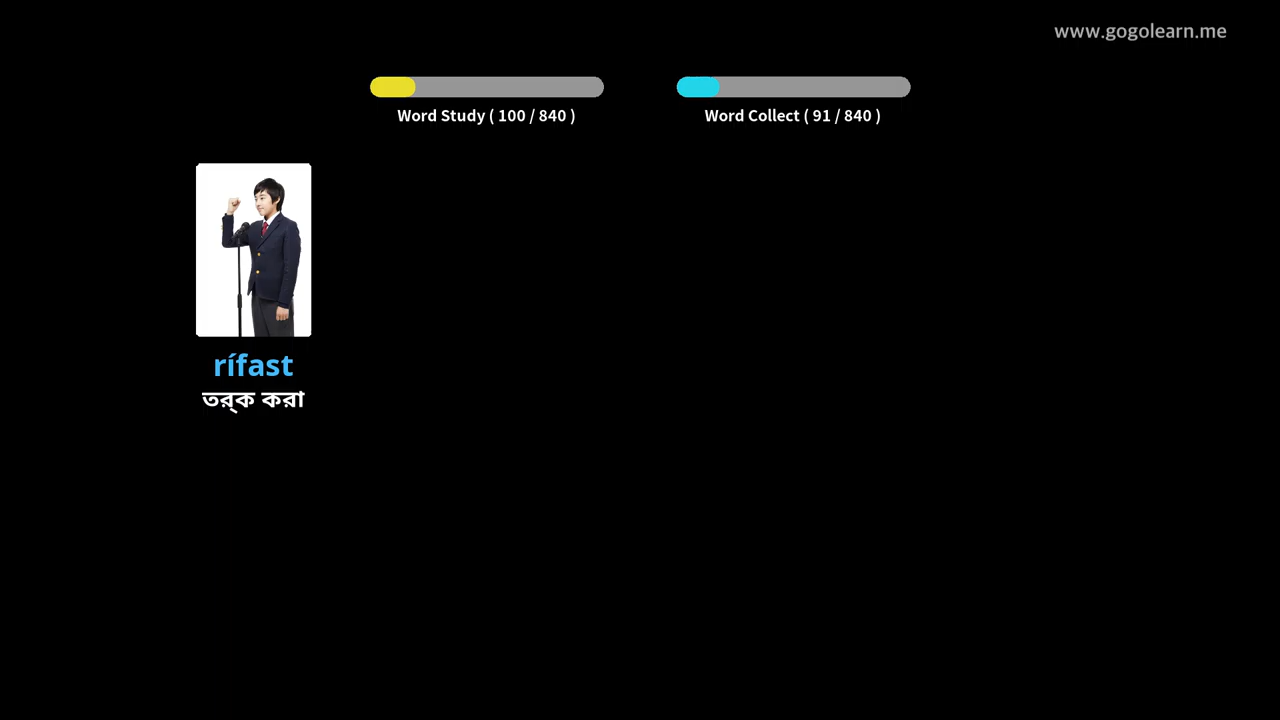 www.gogolearn.me
Word Study ( 100 / 840 )
Word Collect ( 91 / 840 )
rífast
তর্ক করা